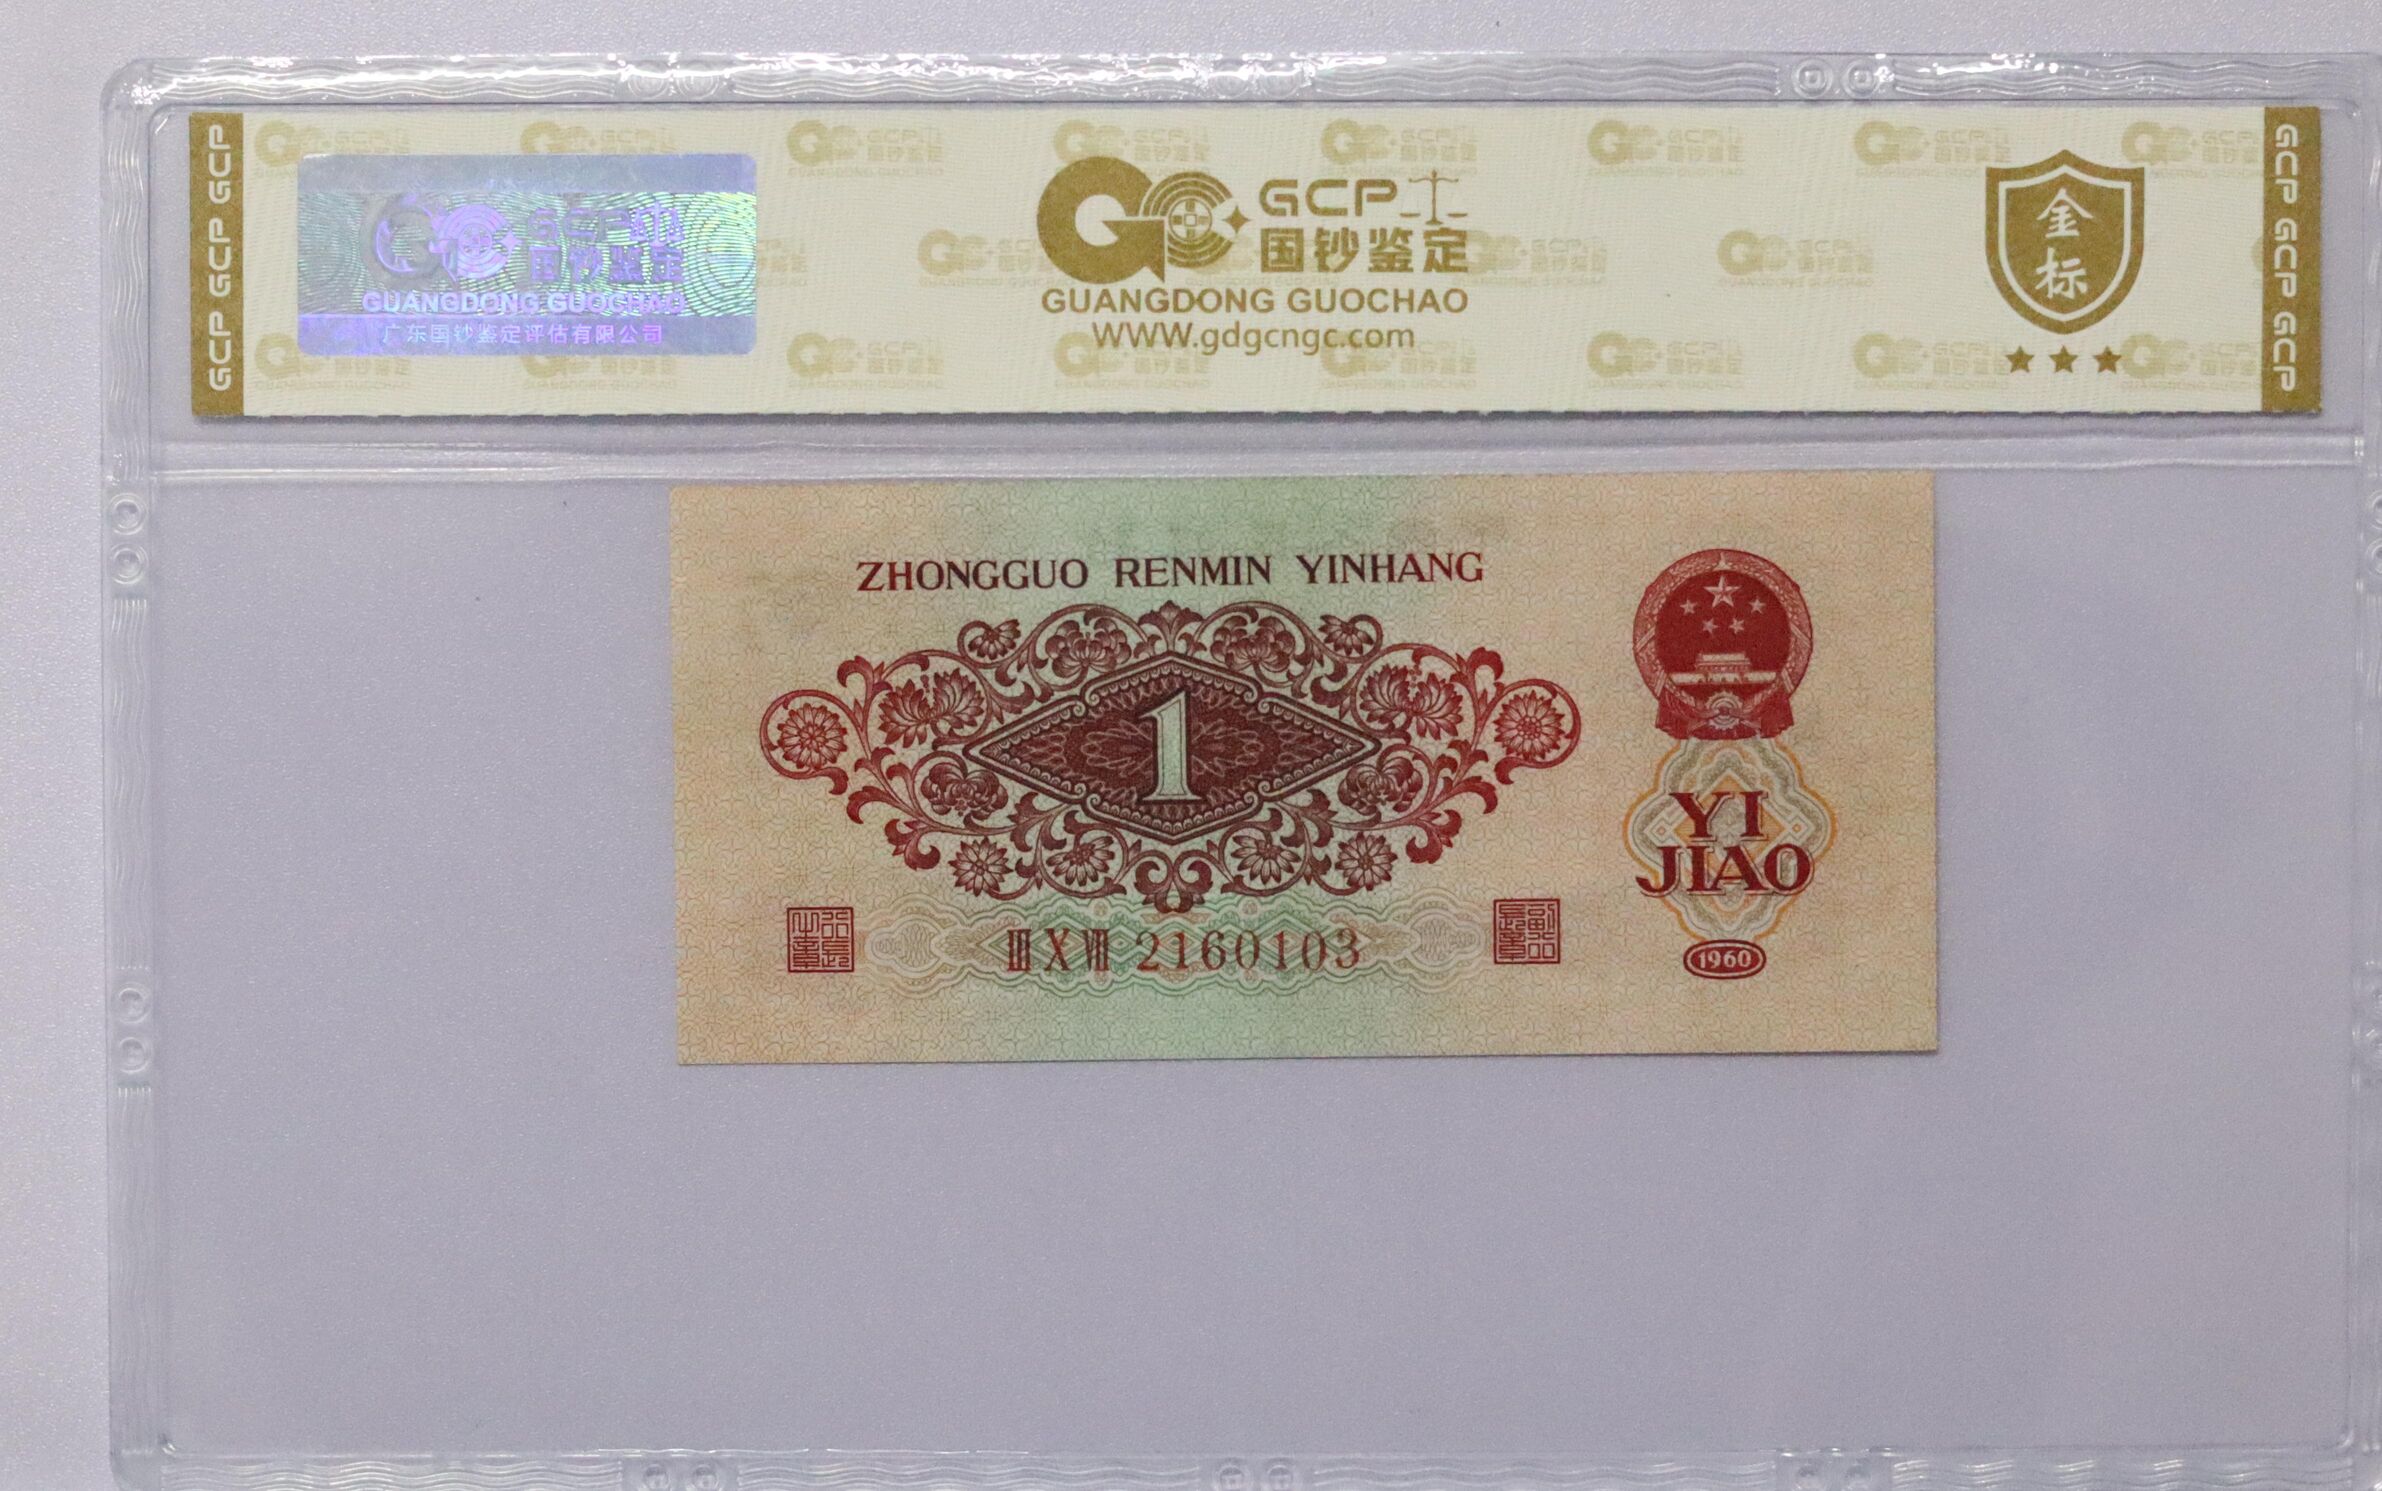 GCP GCP GCP
GCP
国钞鉴定
GUANGDONG GUOCHAO
广东国钞鉴定评估有限公司
GCP
国钞鉴定
GUANGDONG GUOCHAO
WWW.gdgcngc.com
金
标
GCP GCP GCP
ZHONGGUO RENMIN YINHANG
1
YI
JIAO
ⅢⅩⅦ 2160103
1960